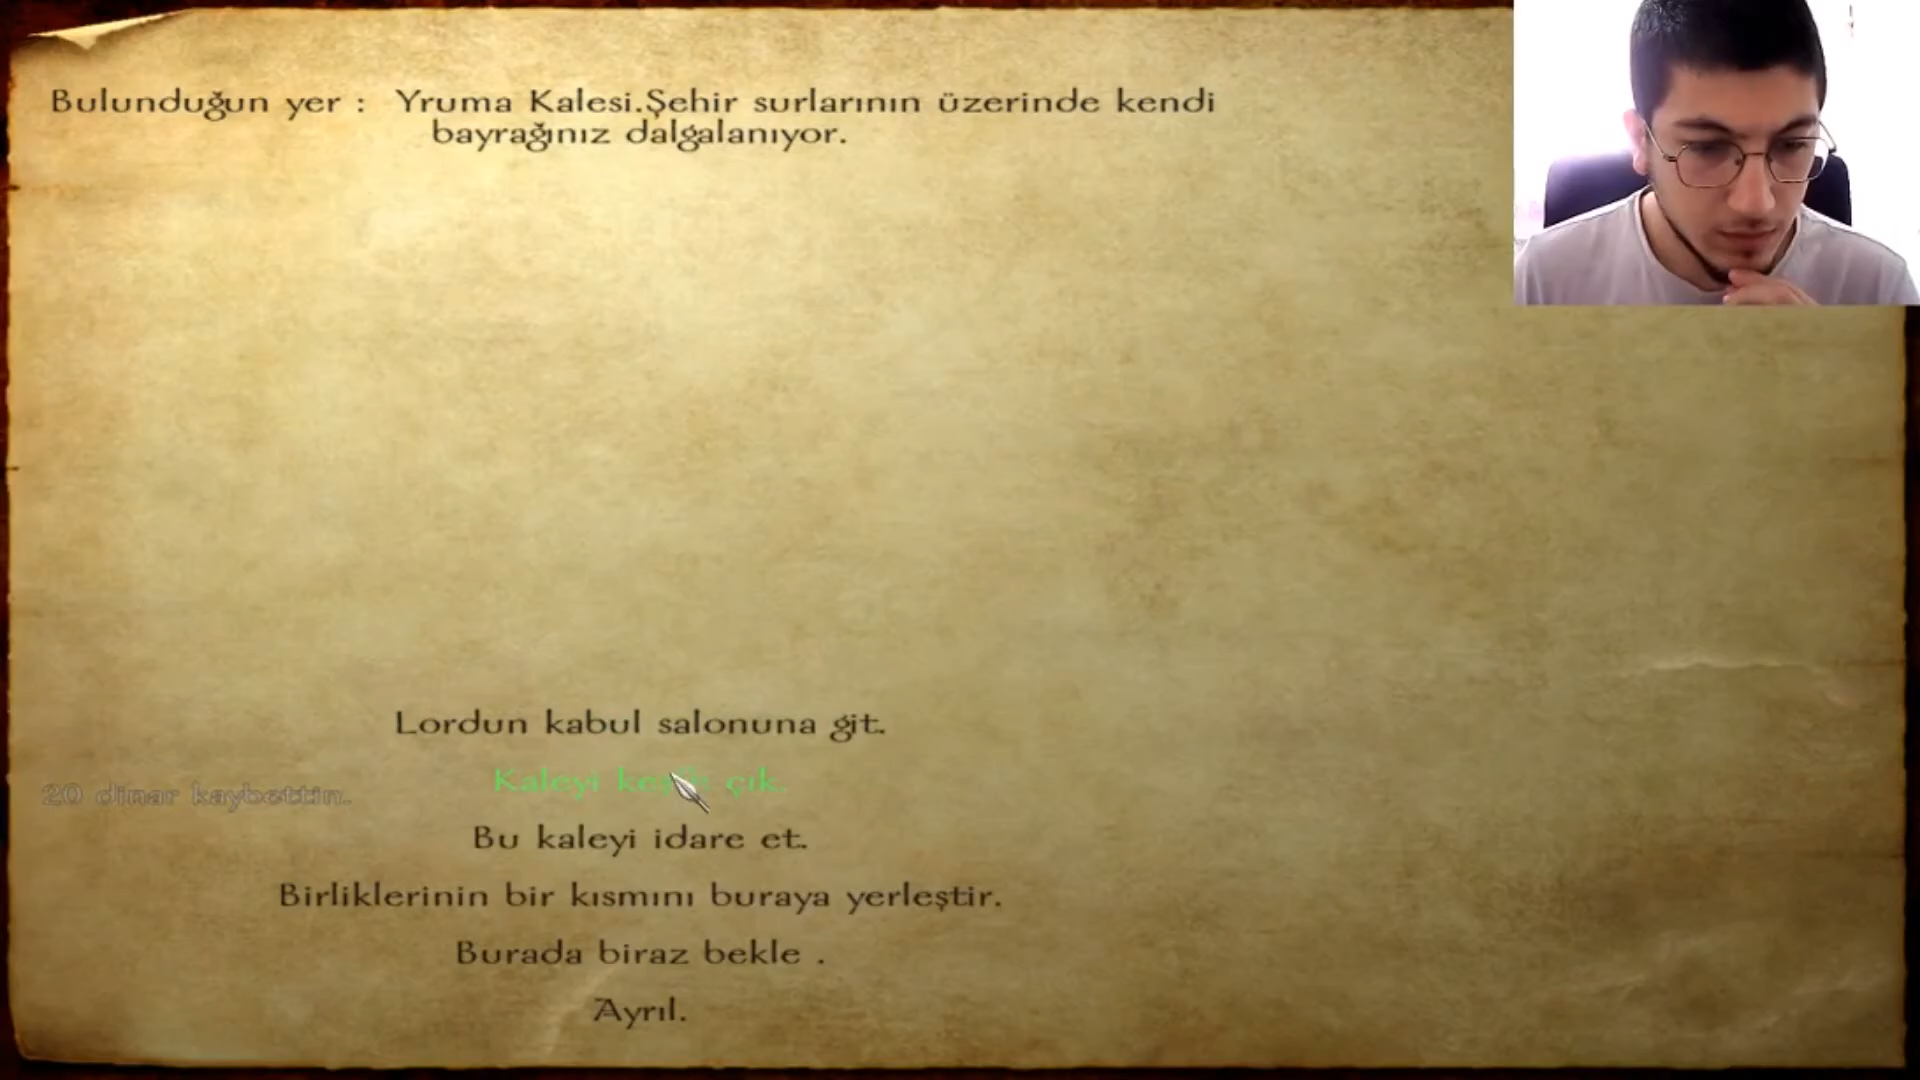 Bulunduğun yer : Yruma Kalesi.Şehir surlarının üzerinde kendi
bayrağınız dalgalanıyor.
Lordun kabul salonuna git.
Kaleyi çık.
20 dinar kaybettin.
Bu kaleyi idare et.
Birliklerinin bir kısmını buraya yerleştir.
Burada biraz bekle .
Ayrıl.